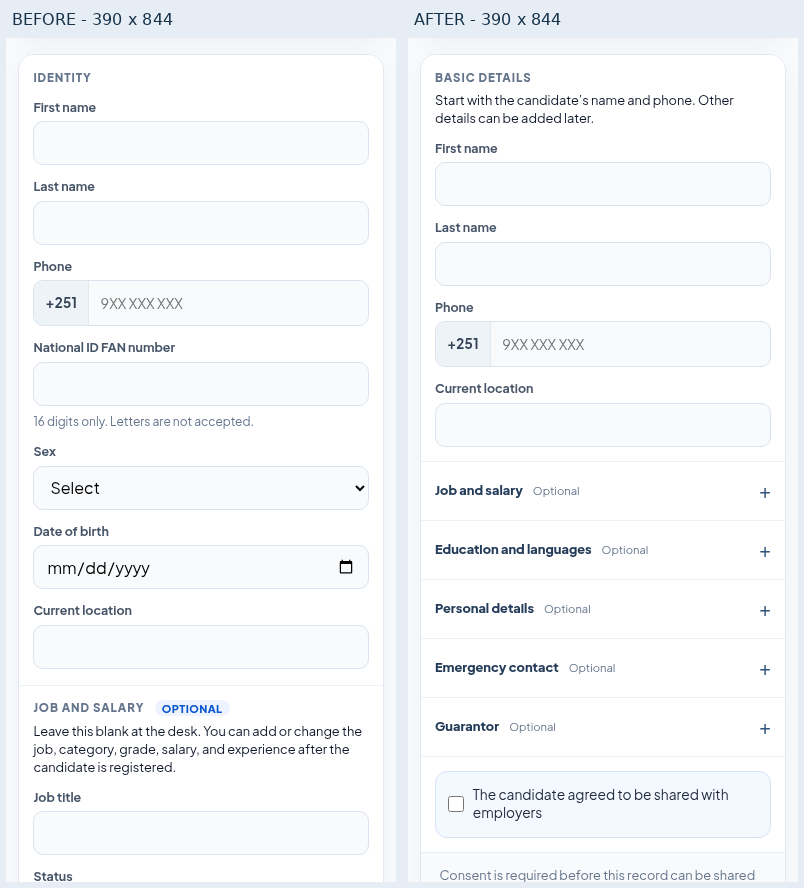 BEFORE - 390 x 844
IDENTITY
First name
Last name
Phone
+251 9XX XXX XXX
National ID FAN number
16 digits only. Letters are not accepted.
Sex
Select
Date of birth
mm/dd/yyyy
Current location
JOB AND SALARY OPTIONAL
Leave this blank at the desk. You can add or change the
job, category, grade, salary, and experience after the
candidate is registered.
Job title
Status
AFTER - 390 x 844
BASIC DETAILS
Start with the candidate's name and phone. Other
details can be added later.
First name
Last name
Phone
+251 9XX XXX XXX
Current location
Job and salary Optional +
Education and languages Optional +
Personal details Optional +
Emergency contact Optional +
Guarantor Optional +
The candidate agreed to be shared with
employers
Consent is required before this record can be shared